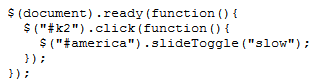 $(document).ready(function(){
  $("#k2").click(function(){
    $("#america").slideToggle("slow");
  });
});